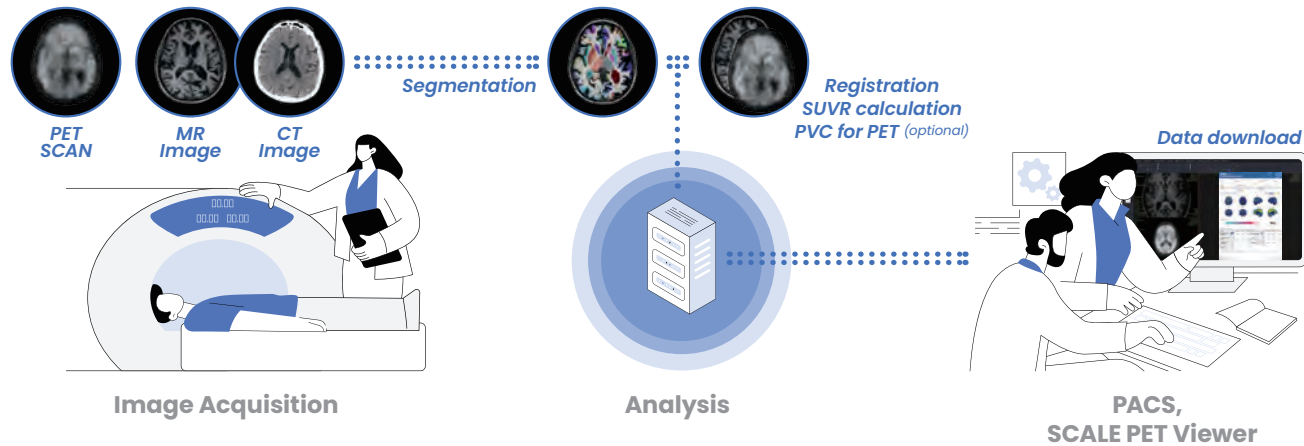 PET
SCAN
MR
Image
CT
Image
Segmentation
Registration
SUVR calculation
PVC for PET (optional)
Data download
Image Acquisition
Analysis
PACS,
SCALE PET Viewer